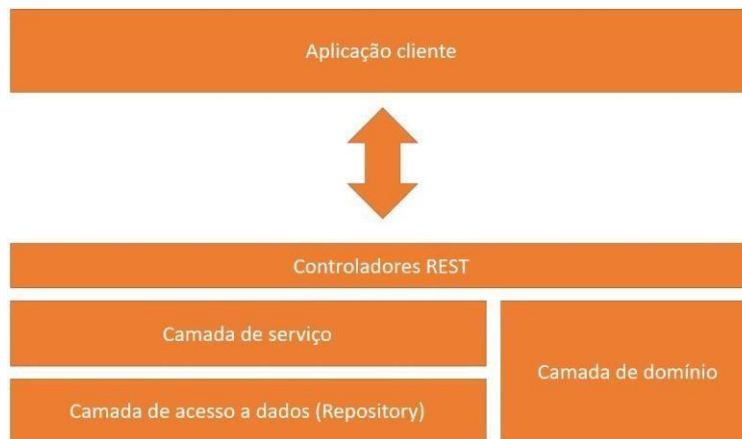 Aplicação cliente
Controladores REST
Camada de serviço
Camada de domínio
Camada de acesso a dados (Repository)